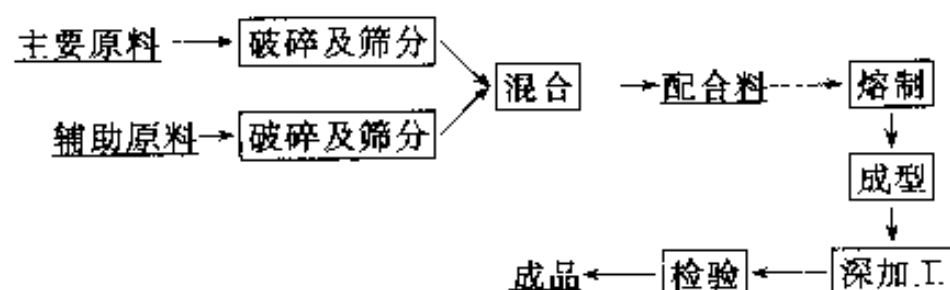 主要原料 破碎及筛分
混合 配合料 熔制
辅助原料 破碎及筛分
成型
成品 检验 深加工